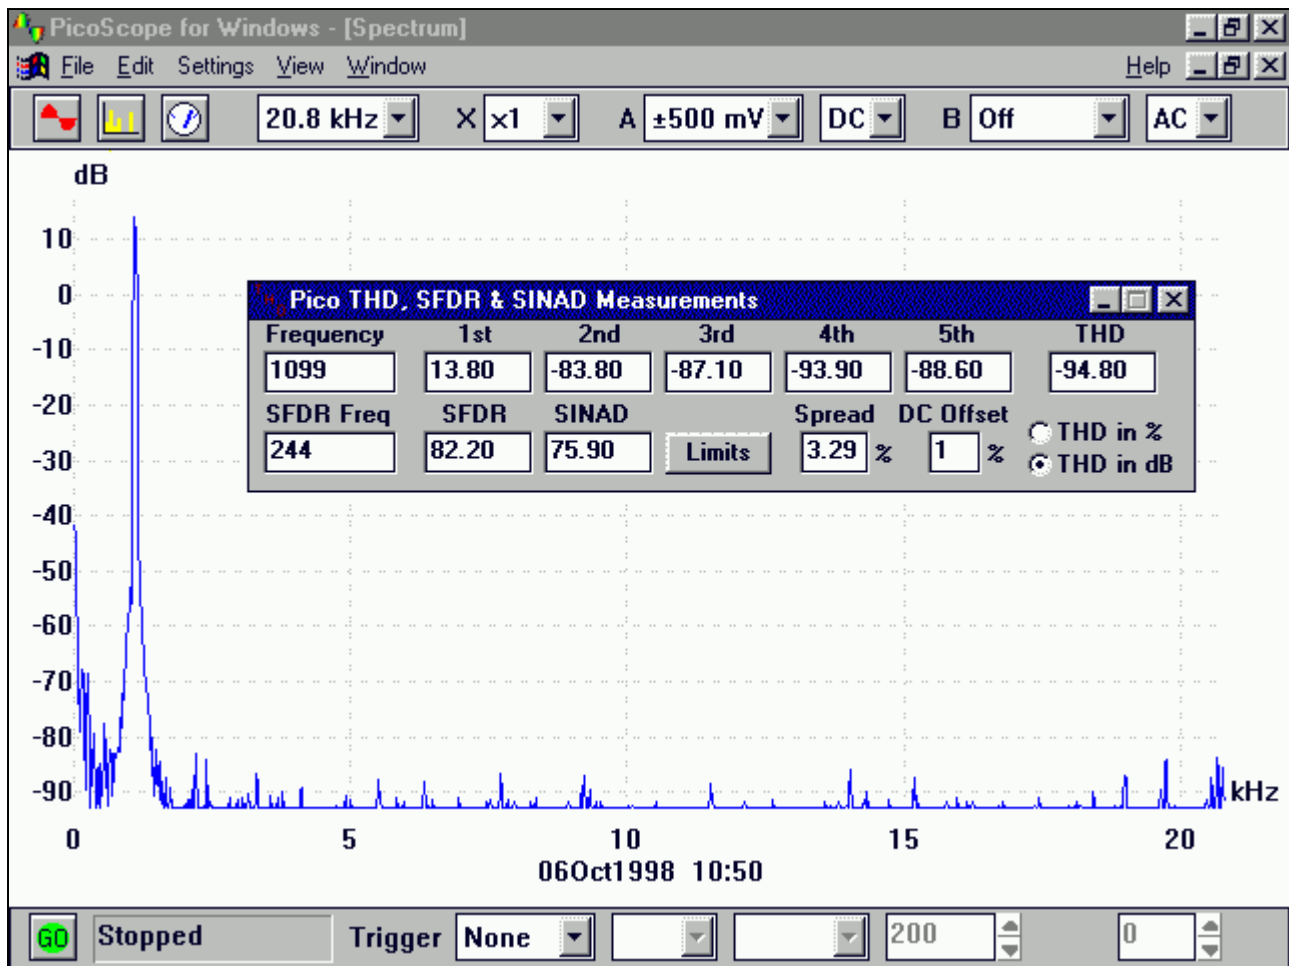 PicoScope for Windows - [Spectrum]
File Edit Settings View Window Help
20.8 kHz X x1 A ±500 mV DC B Off AC
dB
10
0
-10
-20
-30
-40
-50
-60
-70
-80
-90
Pico THD, SFDR & SINAD Measurements
Frequency 1st 2nd 3rd 4th 5th THD
1099 13.80 -83.80 -87.10 -93.90 -88.60 -94.80
SFDR Freq SFDR SINAD Spread DC Offset
244 82.20 75.90 Limits 3.29 % 1 %
THD in %
THD in dB
kHz
0 5 10 15 20
06Oct1998 10:50
GO Stopped Trigger None 200 0